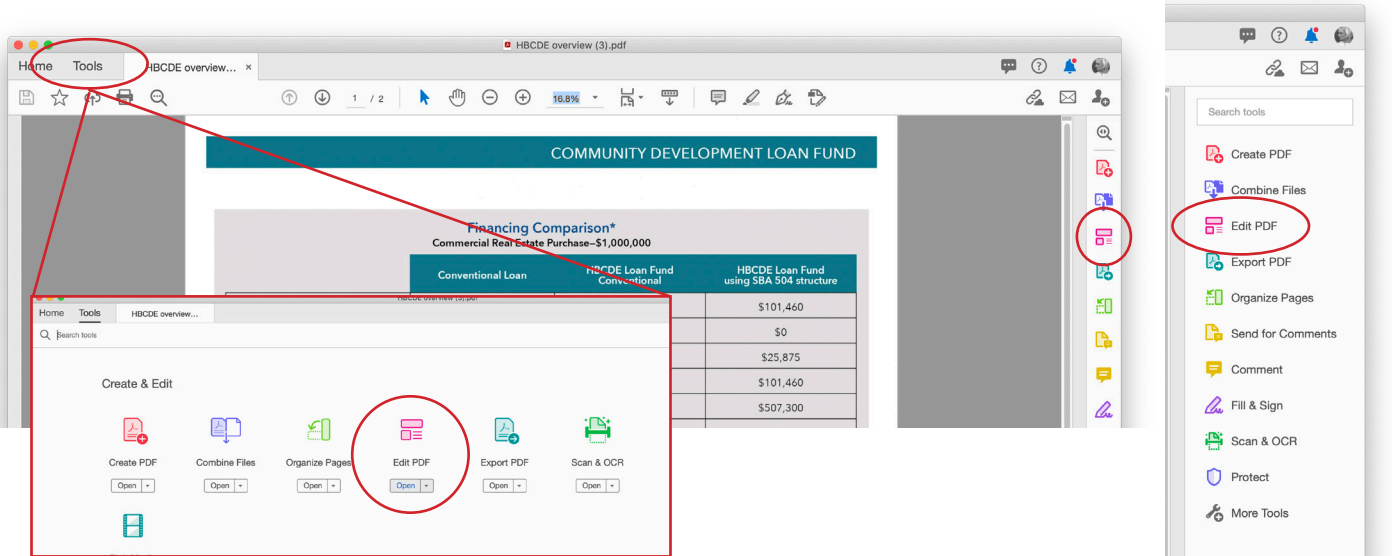 HBCDE overview (3).pdf
Home Tools HBCDE overview... ×
1 / 2 16.8%
COMMUNITY DEVELOPMENT LOAN FUND
Financing Comparison*
Commercial Real Estate Purchase–$1,000,000
Conventional Loan
HBCDE Loan Fund
Conventional
HBCDE Loan Fund
using SBA 504 structure
$101,460
$0
$25,875
$101,460
$507,300
HBCDE overview (3).pdf
Home Tools HBCDE overview...
Search tools
Create & Edit
Create PDF Combine Files Organize Pages Edit PDF Export PDF Scan & OCR
Open Open Open Open Open Open
Search tools
Create PDF
Combine Files
Edit PDF
Export PDF
Organize Pages
Send for Comments
Comment
Fill & Sign
Scan & OCR
Protect
More Tools